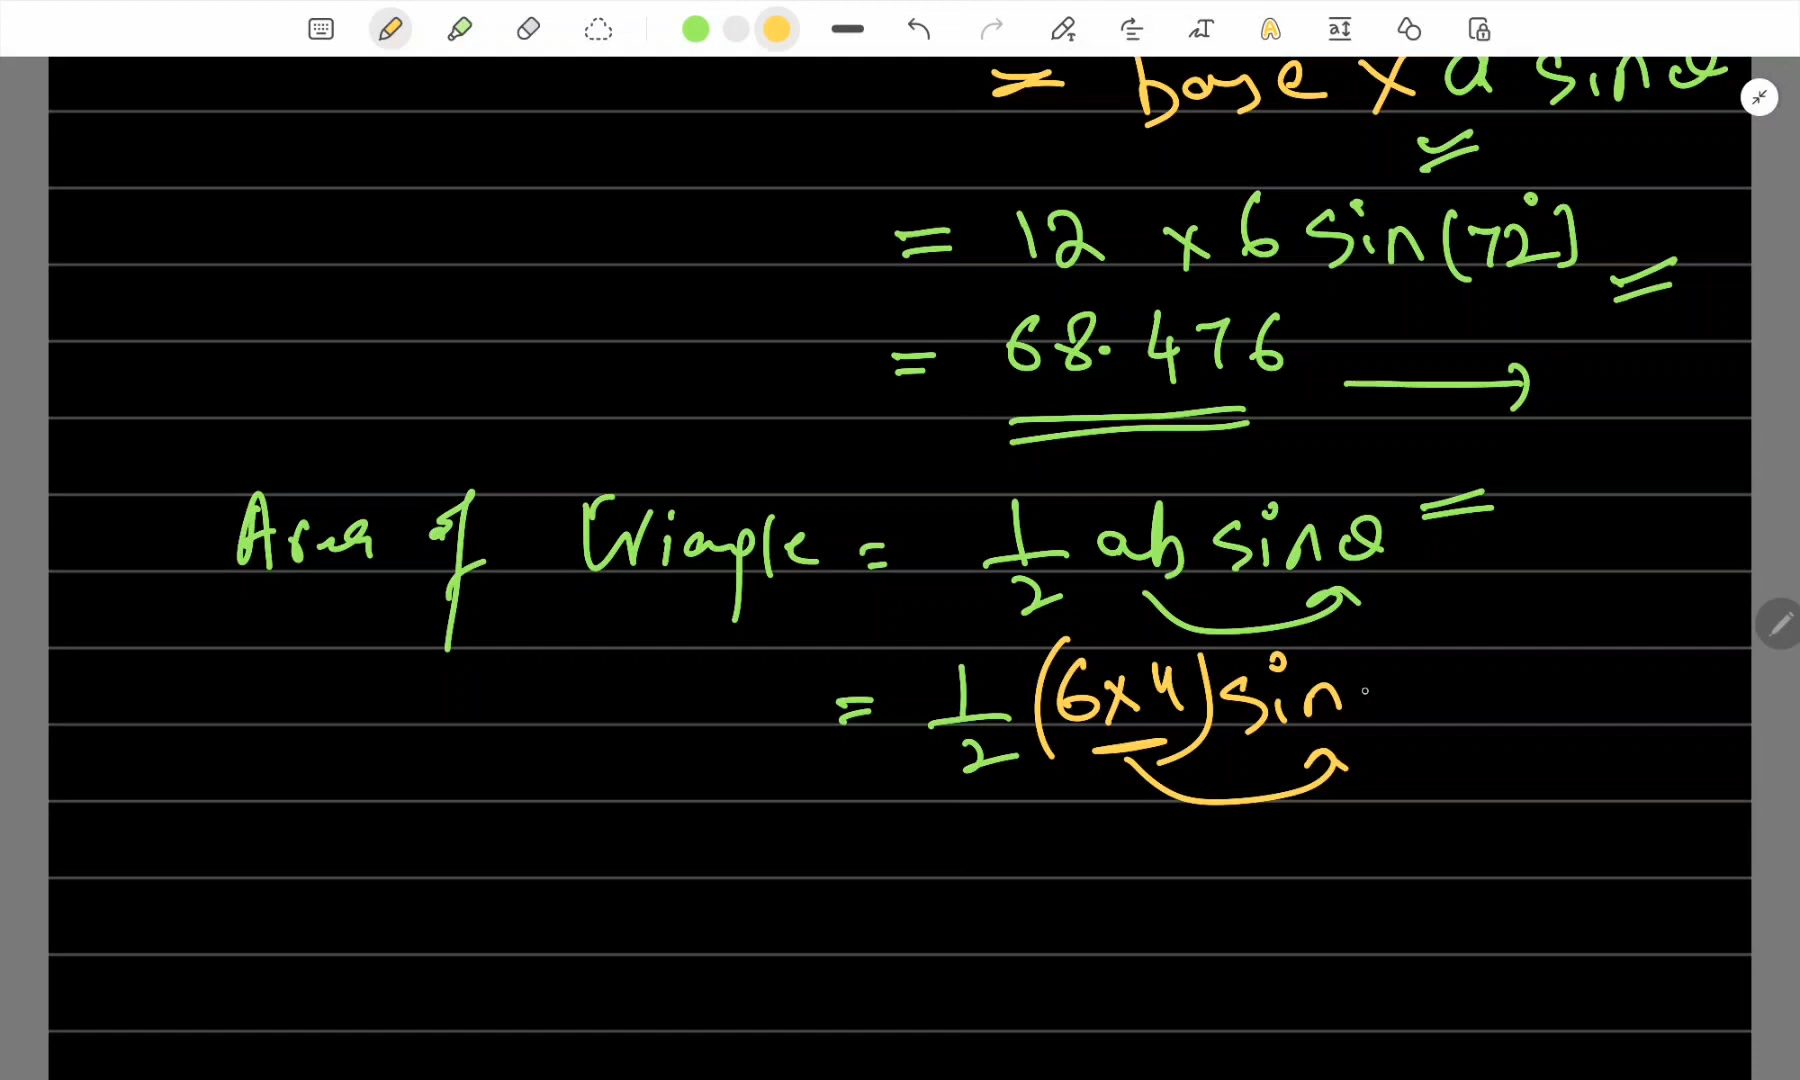 = base × a sinθ
= 12 × 6 sin(72°)
= 68.476
Area of triangle = 1/2 ab sinθ
= 1/2 (6×4) sin